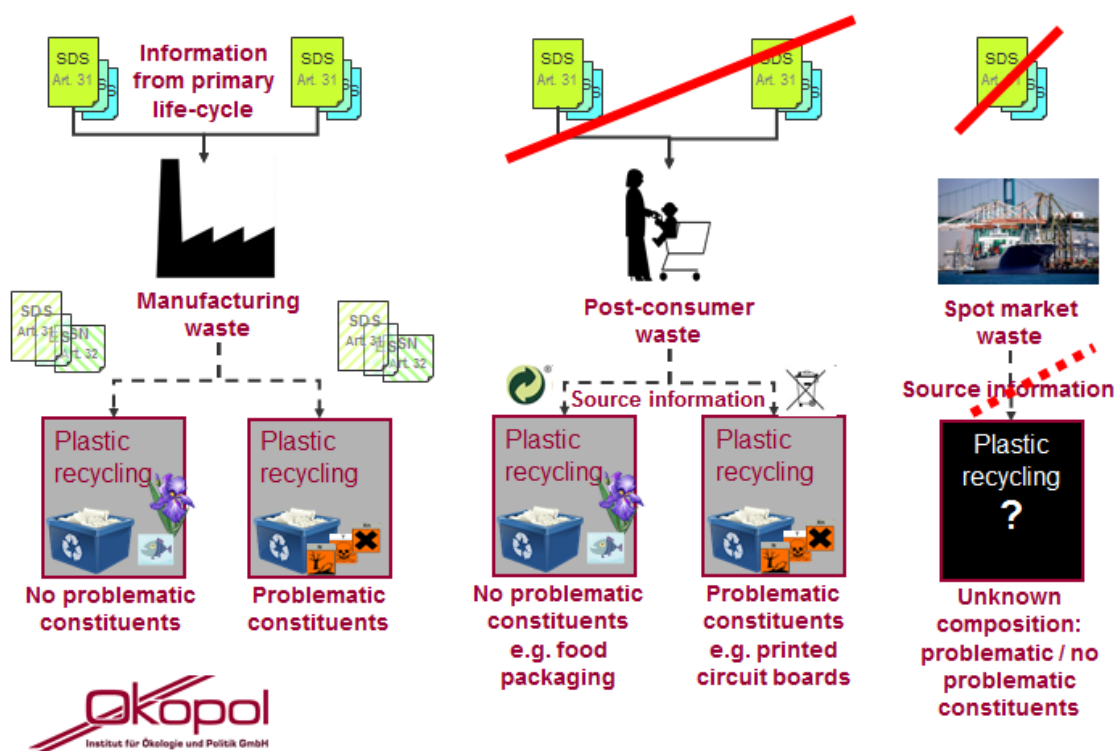 SDS
Art. 31
Information
from primary
life-cycle
SDS
Art. 31
SDS
Art. 31
SDS
Art. 31
SDS
Manufacturing
waste
SDS
Art. 31
SN
Art. 32
SDS
Art. 31
SN
Art. 32
Post-consumer
waste
Spot market
waste
®
Source information
Source information
Plastic
recycling
Plastic
recycling
Plastic
recycling
Plastic
recycling
Plastic
recycling
?
No problematic
constituents
Problematic
constituents
No problematic
constituents
e.g. food
packaging
Problematic
constituents
e.g. printed
circuit boards
Unknown
composition:
problematic / no
problematic
constituents
Ökopol
Institut für Ökologie und Politik GmbH